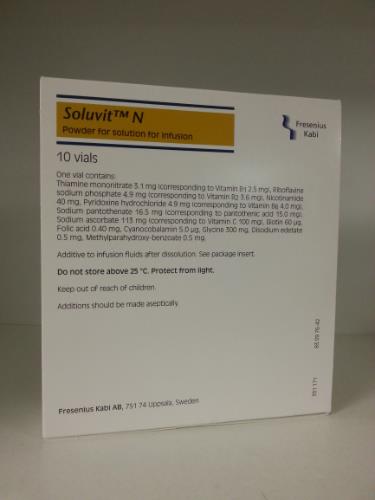 Soluvit™ N
Powder for solution for infusion
Fresenius
Kabi
10 vials
One vial contains:
Thiamine mononitrate 3.1 mg (corresponding to Vitamin B1 2.5 mg), Riboflavine
sodium phosphate 4.9 mg (corresponding to Vitamin B2 3.6 mg), Nicotinamide
40 mg, Pyridoxine hydrochloride 4.9 mg (corresponding to Vitamin B6 4.0 mg),
Sodium pantothenate 16.5 mg (corresponding to pantothenic acid 15.0 mg),
Sodium ascorbate 113 mg (corresponding to Vitamin C 100 mg), Biotin 60 µg,
Folic acid 0.40 mg, Cyanocobalamin 5.0 µg, Glycine 300 mg, Disodium edetate
0.5 mg, Methylparahydroxy-benzoate 0.5 mg.
Additive to infusion fluids after dissolution. See package insert.
Do not store above 25 °C. Protect from light.
Keep out of reach of children.
Additions should be made aseptically.
Fresenius Kabi AB, 751 74 Uppsala, Sweden